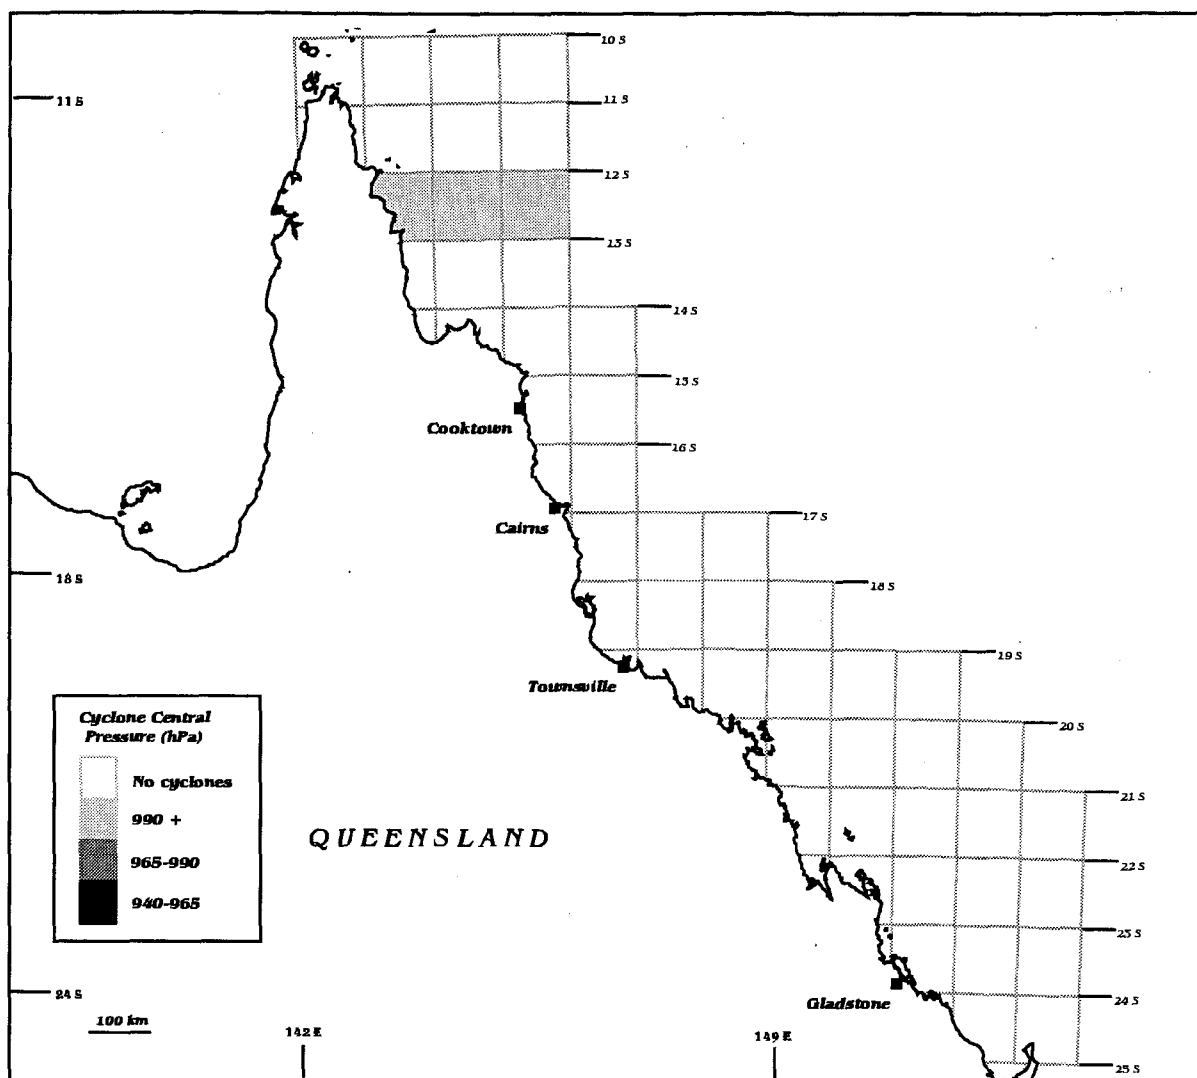 10 S
11 S
11 S
12 S
13 S
14 S
15 S
Cooktown
16 S
Cairns
17 S
18 S
18 S
19 S
Townsville
Cyclone Central
Pressure (hPa)
No cyclones
990 +
965-990
940-965
20 S
21 S
QUEENSLAND
22 S
23 S
24 S
24 S
Gladstone
100 km
142 E
149 E
25 S